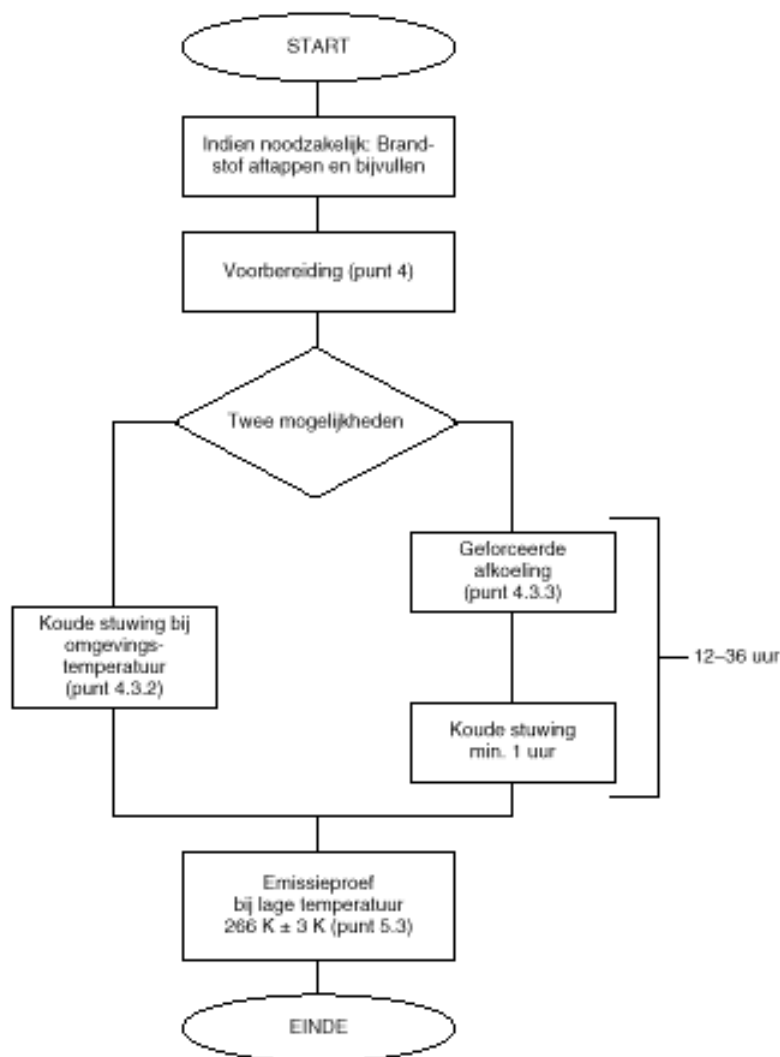 START
Indien noodzakelijk: Brand-
stof aftappen en bijvullen
Voorbereiding (punt 4)
Twee mogelijkheden
Geforceerde
afkoeling
(punt 4.3.3)
Koude stuwing bij
omgevings-
temperatuur
(punt 4.3.2)
12–36 uur
Koude stuwing
min. 1 uur
Emissieproef
bij lage temperatuur
266 K ± 3 K (punt 5.3)
EINDE